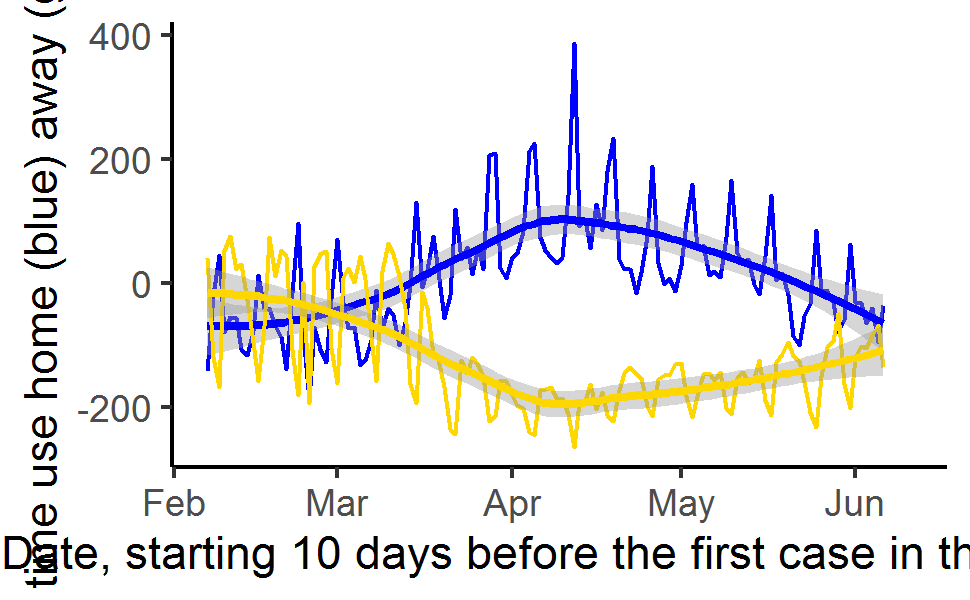 time use home (blue) away (
400
200
0
-200
Feb Mar Apr May Jun
Date, starting 10 days before the first case in th